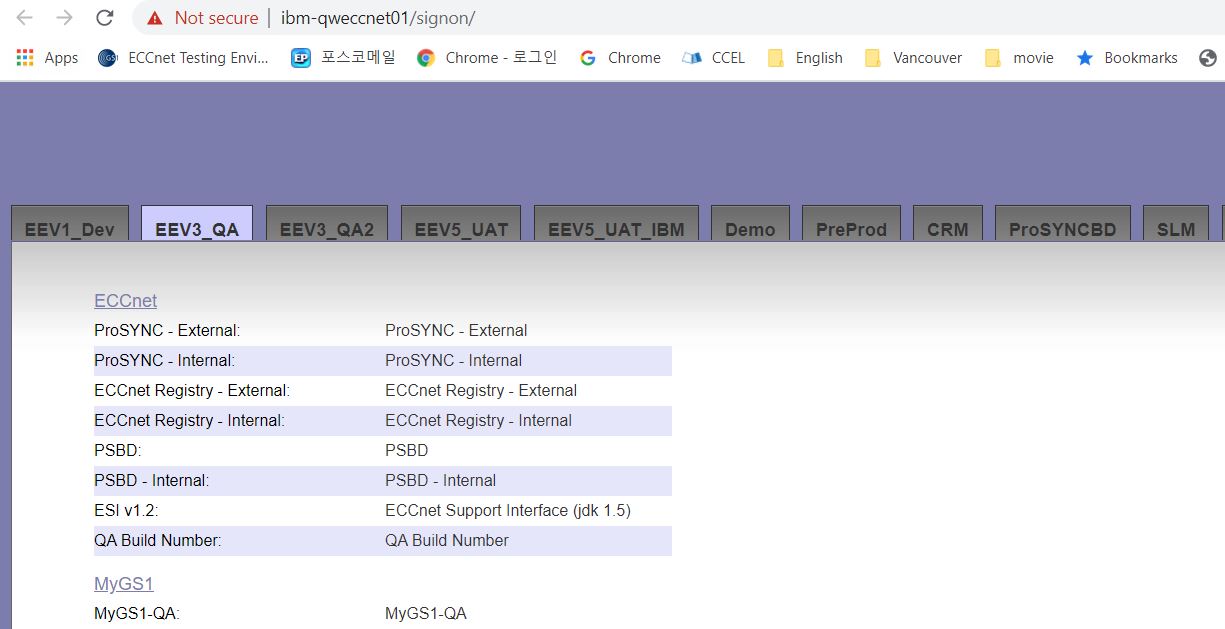 Not secure | ibm-qweccnet01/signon/
Apps ECCnet Testing Envi... 포스코메일 Chrome - 로그인 Chrome CCEL English Vancouver movie Bookmarks
EEV1_Dev EEV3_QA EEV3_QA2 EEV5_UAT EEV5_UAT_IBM Demo PreProd CRM ProSYNCBD SLM
ECCnet
ProSYNC - External: ProSYNC - External
ProSYNC - Internal: ProSYNC - Internal
ECCnet Registry - External: ECCnet Registry - External
ECCnet Registry - Internal: ECCnet Registry - Internal
PSBD: PSBD
PSBD - Internal: PSBD - Internal
ESI v1.2: ECCnet Support Interface (jdk 1.5)
QA Build Number: QA Build Number
MyGS1
MyGS1-QA: MyGS1-QA